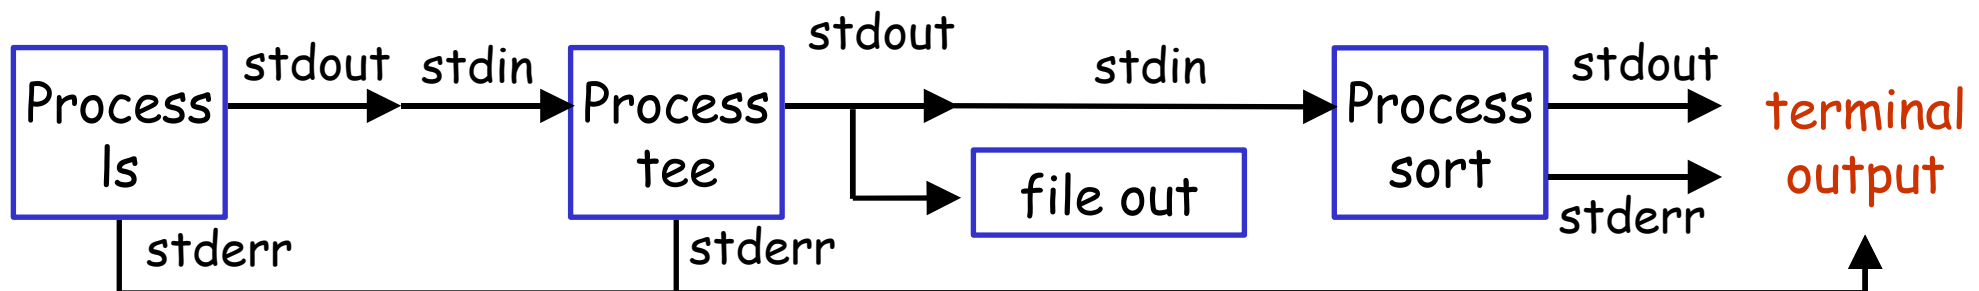 stdout
stdin
stdout
stdin
stdout
Process
ls
Process
tee
file out
Process
sort
terminal
output
stderr
stderr
stderr